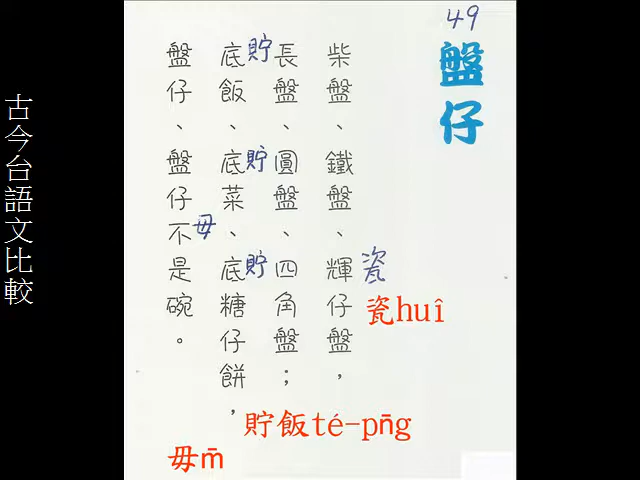 古今台語文比較
49
盤仔
柴盤、鐵盤、輝仔盤，
瓷
瓷huî
長盤、圓盤、四角盤；
底飯、底菜、底糖仔餅，
貯
貯
貯
盤仔、盤仔不是碗。
毋
貯飯té-pn̄g
毋m̄